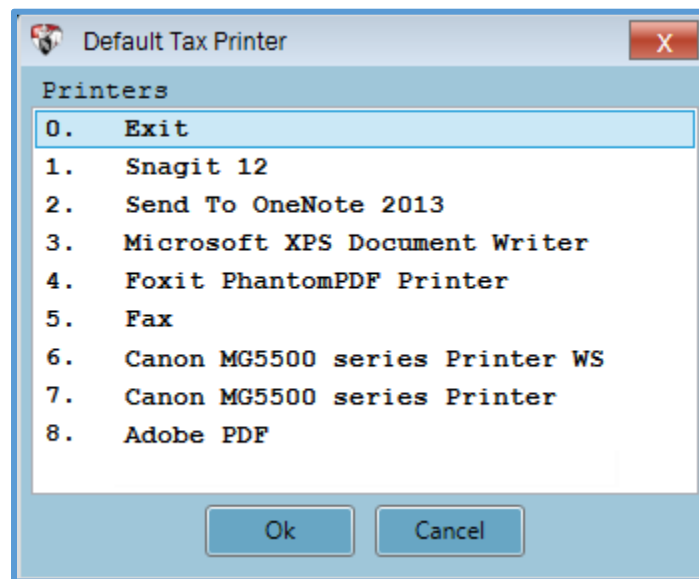 Default Tax Printer
X
Printers
0. Exit
1. Snagit 12
2. Send To OneNote 2013
3. Microsoft XPS Document Writer
4. Foxit PhantomPDF Printer
5. Fax
6. Canon MG5500 series Printer WS
7. Canon MG5500 series Printer
8. Adobe PDF
Ok Cancel